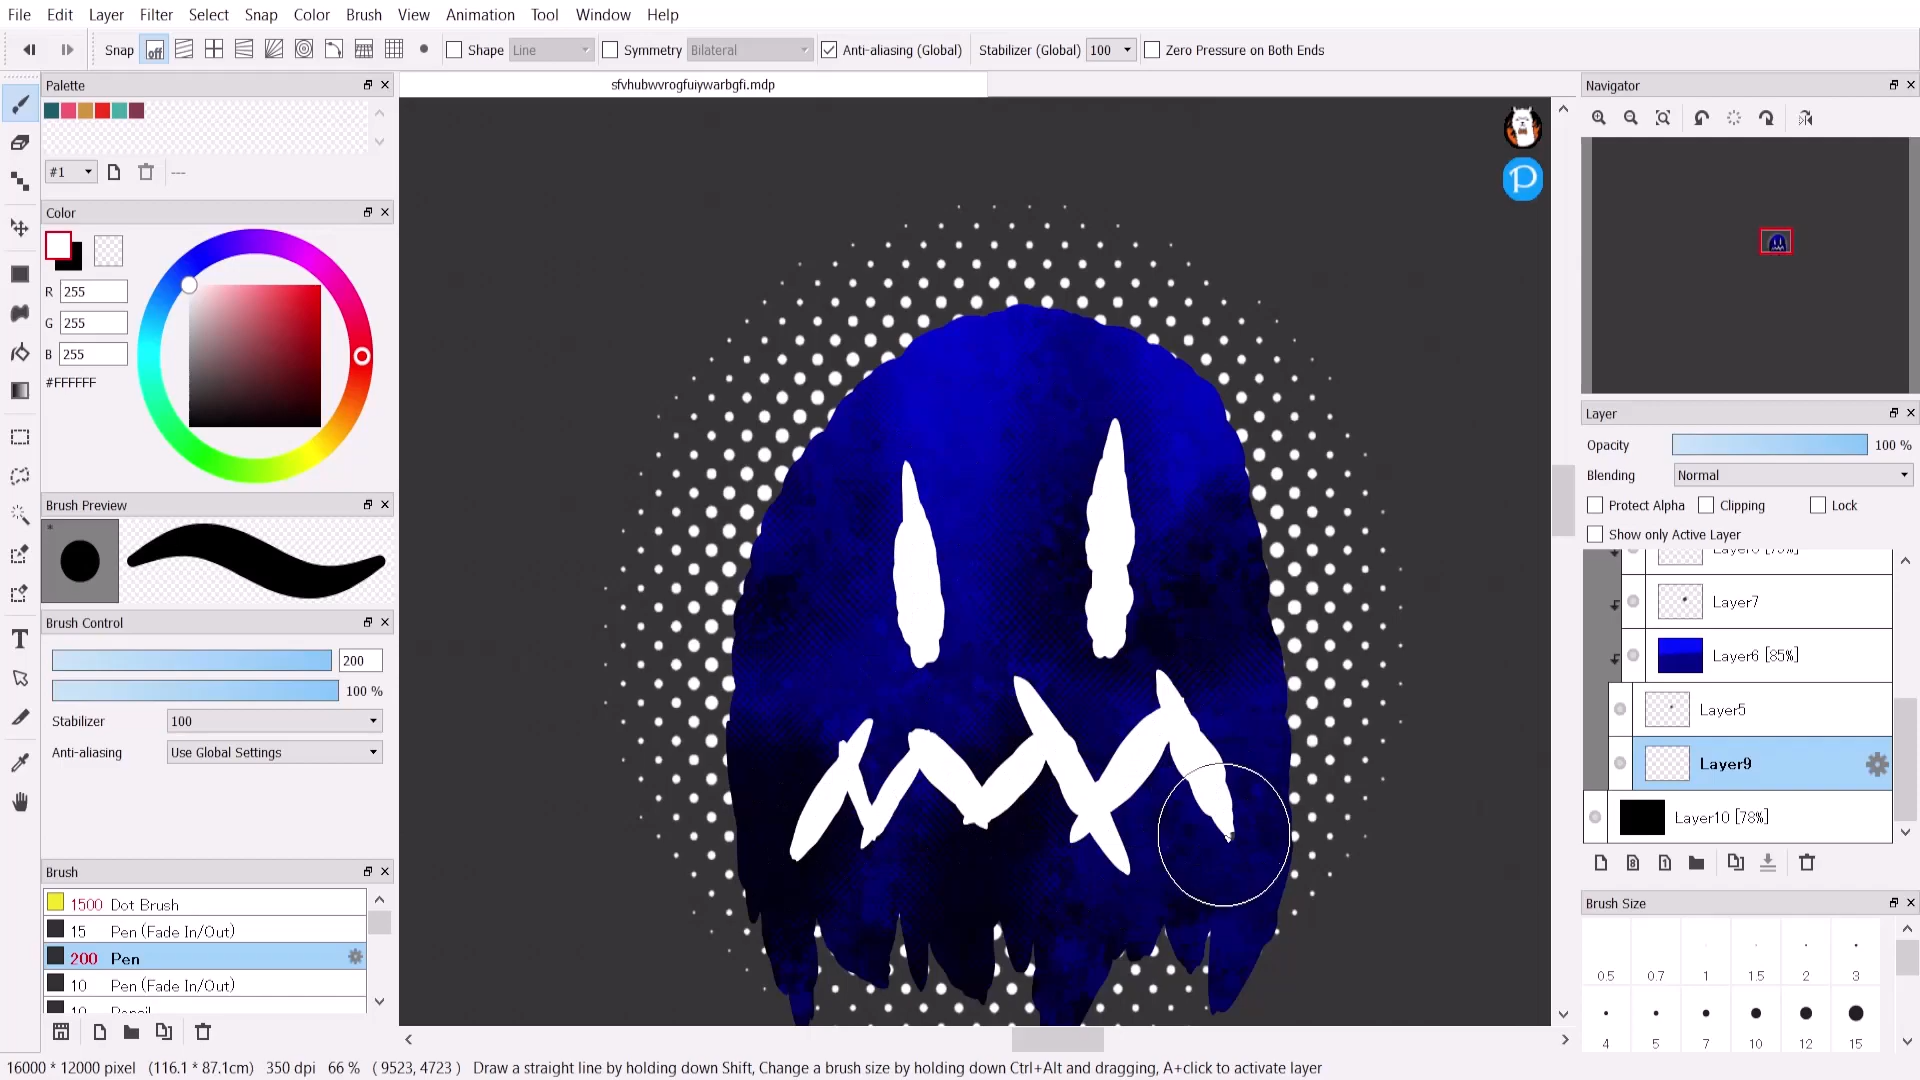 File Edit Layer Filter Select Snap Color Brush View Animation Tool Window Help
Snap off Shape Line Symmetry Bilateral Anti-aliasing (Global) Stabilizer (Global) 100 Zero Pressure on Both Ends
Palette
#1
---
sfvhubwvrogfuiywarbgfi.mdp
Navigator
Color
R 255
G 255
B 255
#FFFFFF
Brush Preview
Brush Control
200
100 %
Stabilizer 100
Anti-aliasing Use Global Settings
Brush
1500 Dot Brush
15 Pen (Fade In/Out)
200 Pen
10 Pen (Fade In/Out)
10 Pencil
Layer
Opacity 100 %
Blending Normal
Protect Alpha Clipping Lock
Show only Active Layer
Layer7
Layer6 [85%]
Layer5
Layer9
Layer10 [78%]
Brush Size
0.5 0.7 1 1.5 2 3
4 5 7 10 12 15
16000 * 12000 pixel (116.1 * 87.1cm) 350 dpi 66 % ( 9523, 4723 ) Draw a straight line by holding down Shift, Change a brush size by holding down Ctrl+Alt and dragging, A+click to activate layer